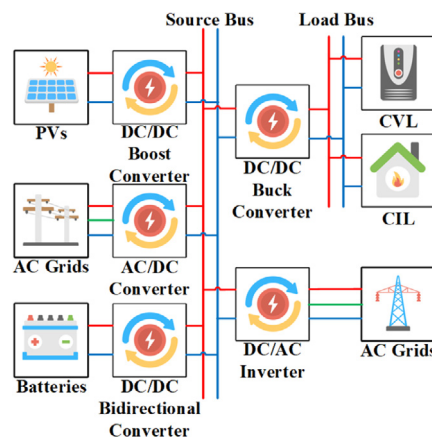 Source Bus
Load Bus
PVs
DC/DC
Boost
Converter
CVL
DC/DC
Buck
Converter
CIL
AC Grids
AC/DC
Converter
Batteries
DC/DC
Bidirectional
Converter
DC/AC
Inverter
AC Grids